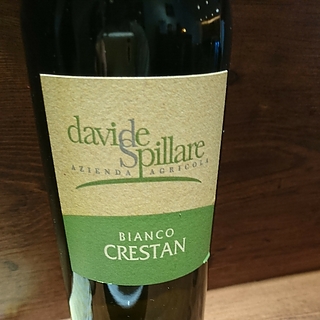 davide
Spillare
AZIENDA AGRICOLA
BIANCO
CRESTAN